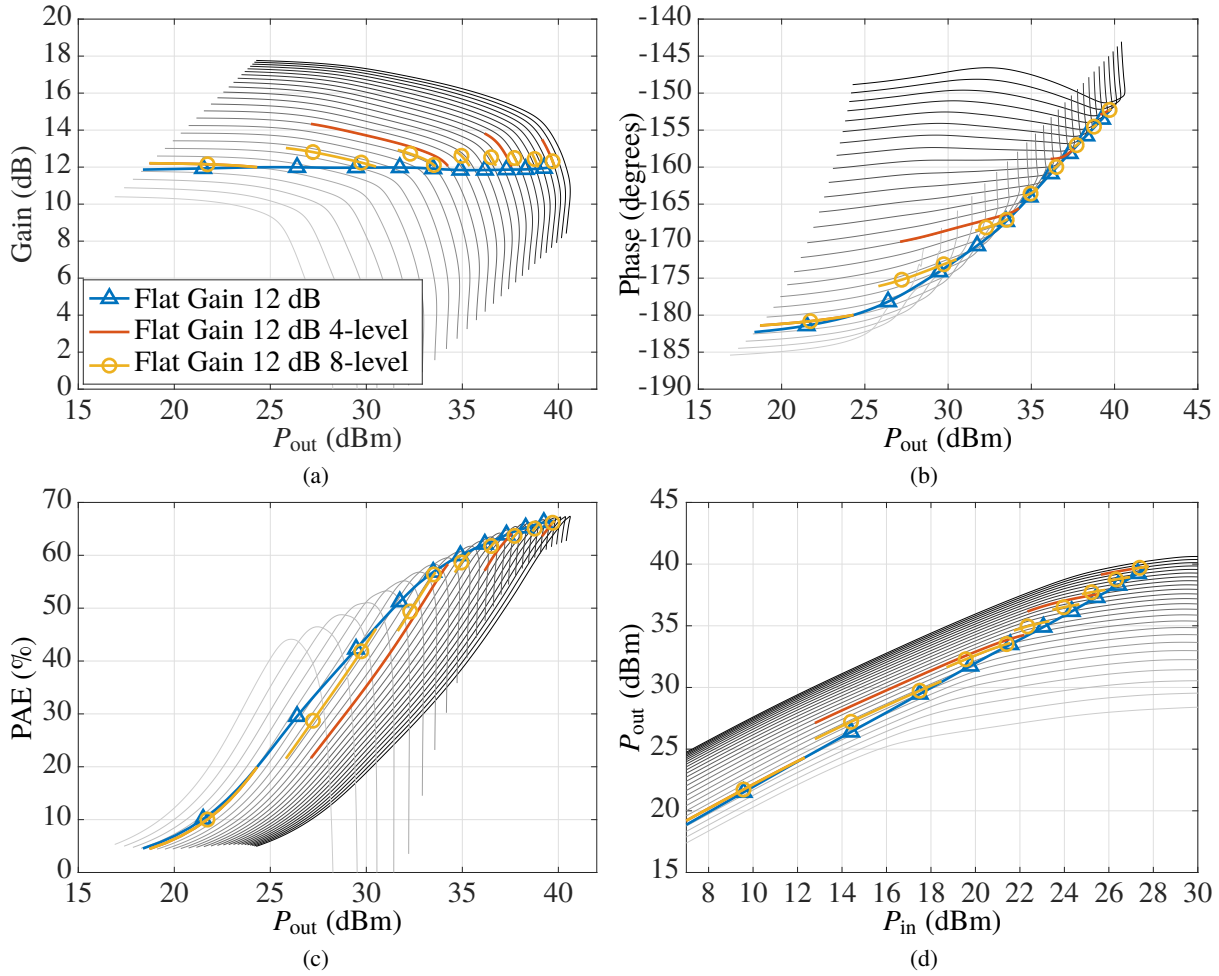 20
18
16
14
12
10
8
6
4
2
0
Gain (dB)
Flat Gain 12 dB
Flat Gain 12 dB 4-level
Flat Gain 12 dB 8-level
15 20 25 30 35 40
Pout (dBm)
(a)
-140
-145
-150
-155
-160
-165
-170
-175
-180
-185
-190
Phase (degrees)
15 20 25 30 35 40 45
Pout (dBm)
(b)
70
60
50
40
30
20
10
0
PAE (%)
15 20 25 30 35 40
Pout (dBm)
(c)
45
40
35
30
25
20
15
Pout (dBm)
8 10 12 14 16 18 20 22 24 26 28 30
Pin (dBm)
(d)